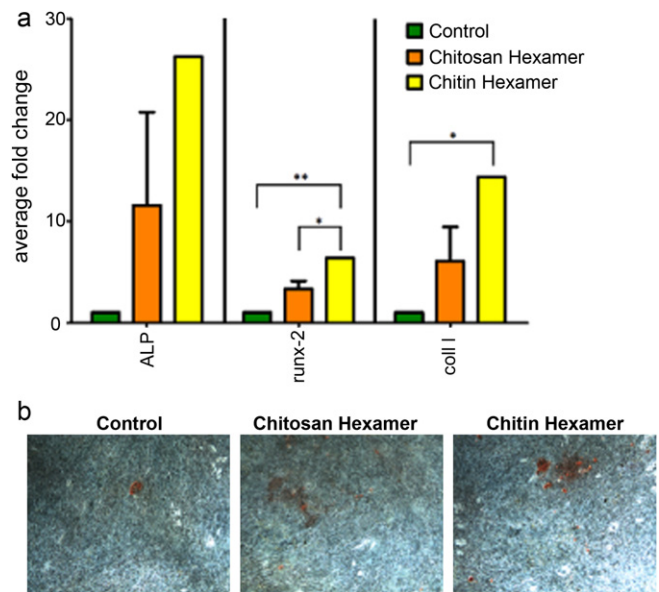 a
30
20
10
0
average fold change
Control
Chitosan Hexamer
Chitin Hexamer
**
*
*
ALP
runx-2
coll I
b
Control Chitosan Hexamer Chitin Hexamer